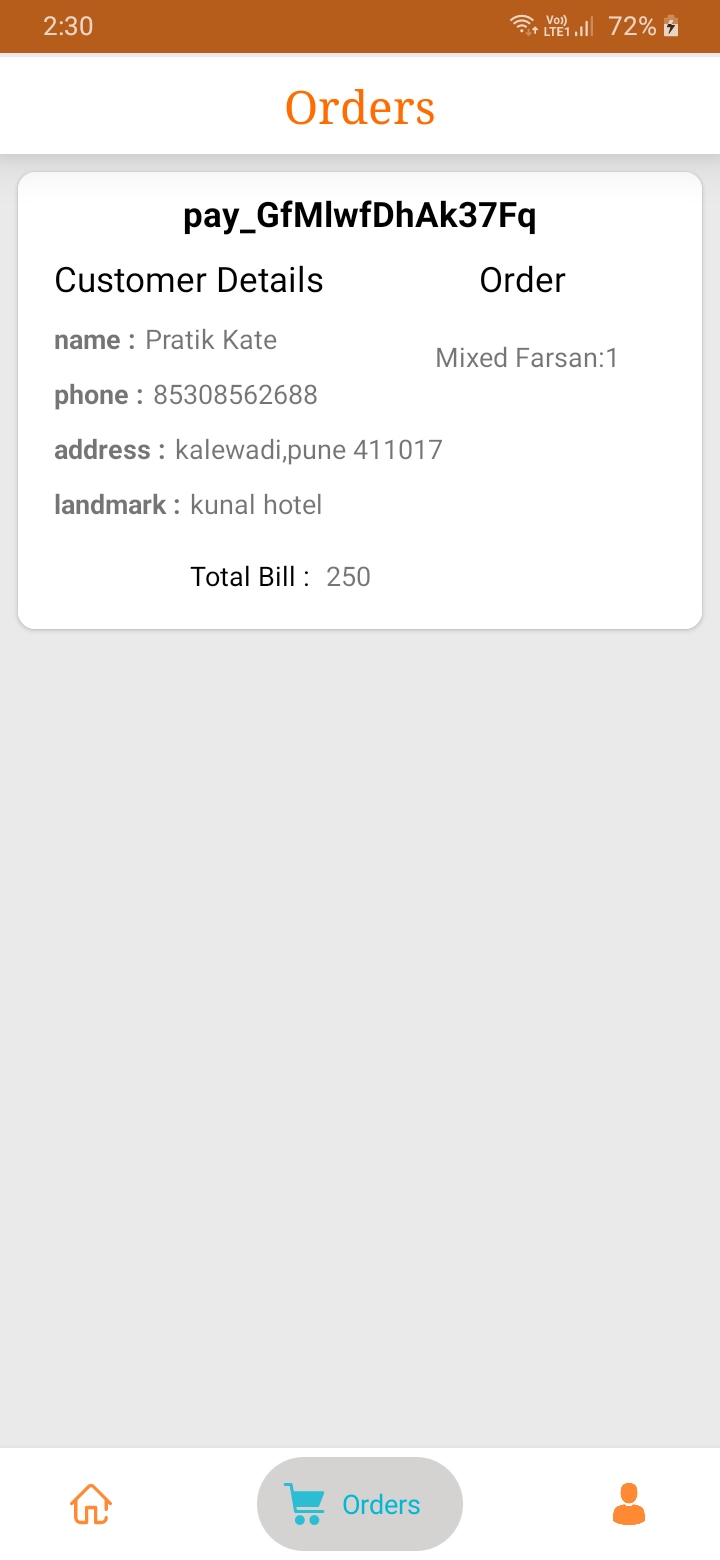 2:30 Vo)) LTE1 72%
Orders
pay_GfMlwfDhAk37Fq
Customer Details Order
name : Pratik Kate
Mixed Farsan:1
phone : 85308562688
address : kalewadi,pune 411017
landmark : kunal hotel
Total Bill : 250
Orders